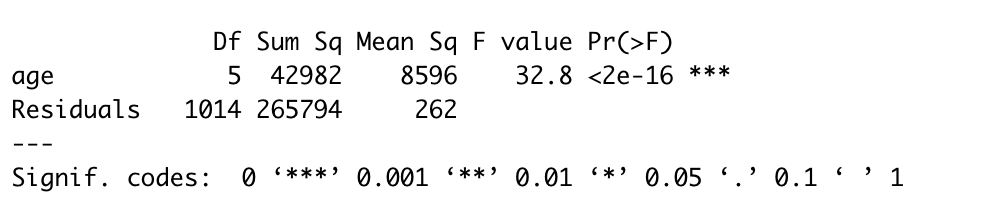 Df Sum Sq Mean Sq F value Pr(>F)
age            5  42982    8596    32.8 <2e-16 ***
Residuals   1014 265794     262
---
Signif. codes:  0 ‘***’ 0.001 ‘**’ 0.01 ‘*’ 0.05 ‘.’ 0.1 ‘ ’ 1